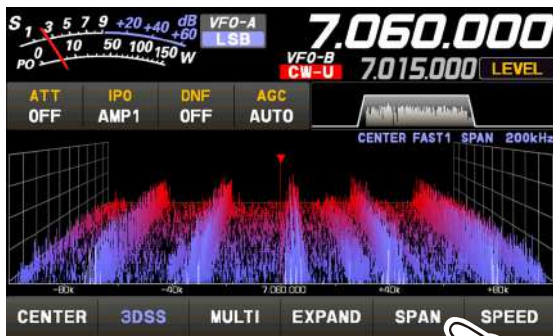 S 1 3 5 7 9 +20 +40 +60 dB
PO 0 10 50 100 150 W
VFO-A
LSB
7.060.000
VFO-B
CW-U
7.015.000
LEVEL
ATT IPO DNF AGC
OFF AMP1 OFF AUTO
CENTER FAST1 SPAN 200kHz
-80k -40k 7.060.000 +40k +80k
CENTER 3DSS MULTI EXPAND SPAN SPEED